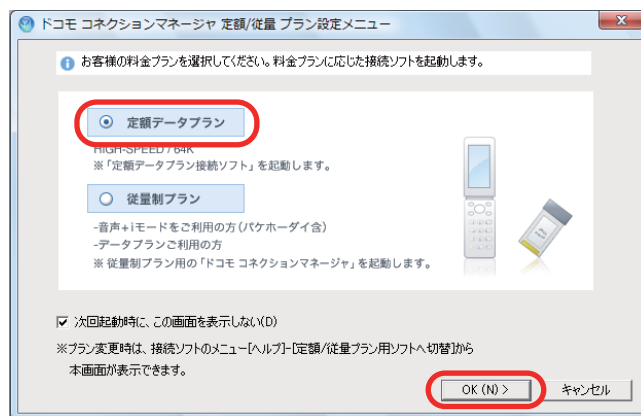 ドコモ コネクションマネージャ 定額/従量 プラン設定メニュー
お客様の料金プランを選択してください。料金プランに応じた接続ソフトを起動します。
定額データプラン
HIGH-SPEED / 64K
※「定額データプラン接続ソフト」を起動します。
従量制プラン
-音声+iモードをご利用の方(パケホーダイ含)
-データプランご利用の方
※ 従量制プラン用の「ドコモ コネクションマネージャ」を起動します。
次回起動時に、この画面を表示しない(D)
※プラン変更時は、接続ソフトのメニュー[ヘルプ]-[定額/従量プラン用ソフトへ切替]から
本画面が表示できます。
OK (N) >
キャンセル